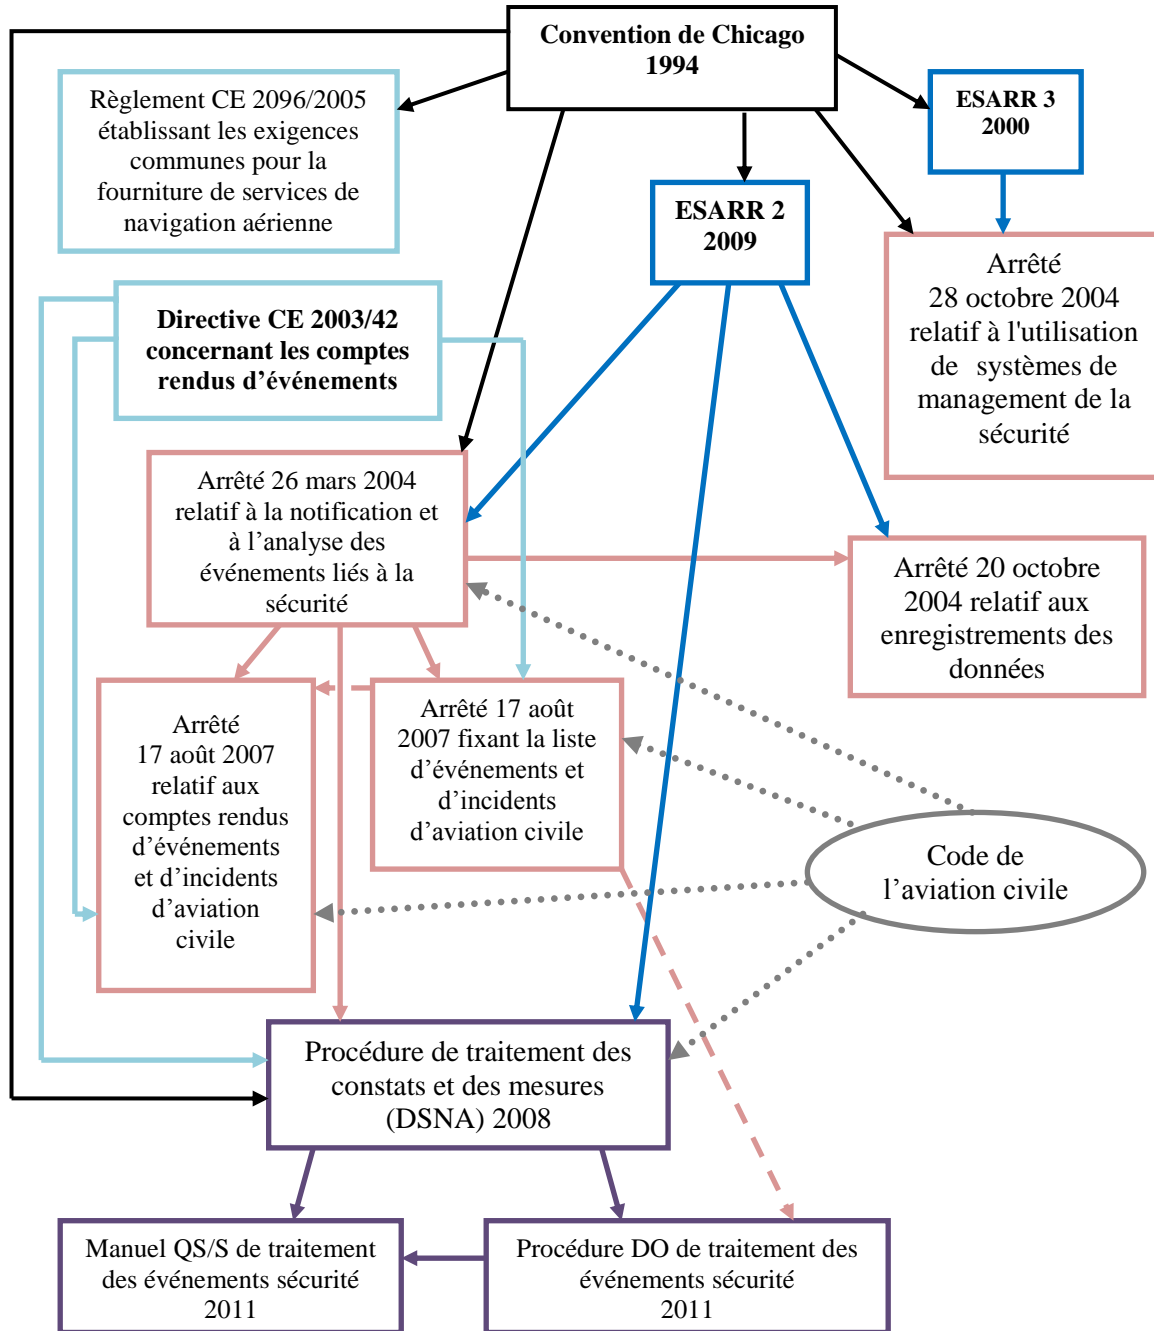 Convention de Chicago
1994
Règlement CE 2096/2005
établissant les exigences
communes pour la
fourniture de services de
navigation aérienne
ESARR 3
2000
ESARR 2
2009
Arrêté
28 octobre 2004
relatif à l'utilisation
de systèmes de
management de la
sécurité
Directive CE 2003/42
concernant les comptes
rendus d’événements
Arrêté 26 mars 2004
relatif à la notification et
à l’analyse des
événements liés à la
sécurité
Arrêté 20 octobre
2004 relatif aux
enregistrements des
données
Arrêté
17 août 2007
relatif aux
comptes rendus
d’événements
et d’incidents
d’aviation
civile
Arrêté 17 août
2007 fixant la liste
d’événements et
d’incidents
d’aviation civile
Code de
l’aviation civile
Procédure de traitement des
constats et des mesures
(DSNA) 2008
Manuel QS/S de traitement
des événements sécurité
2011
Procédure DO de traitement des
événements sécurité
2011